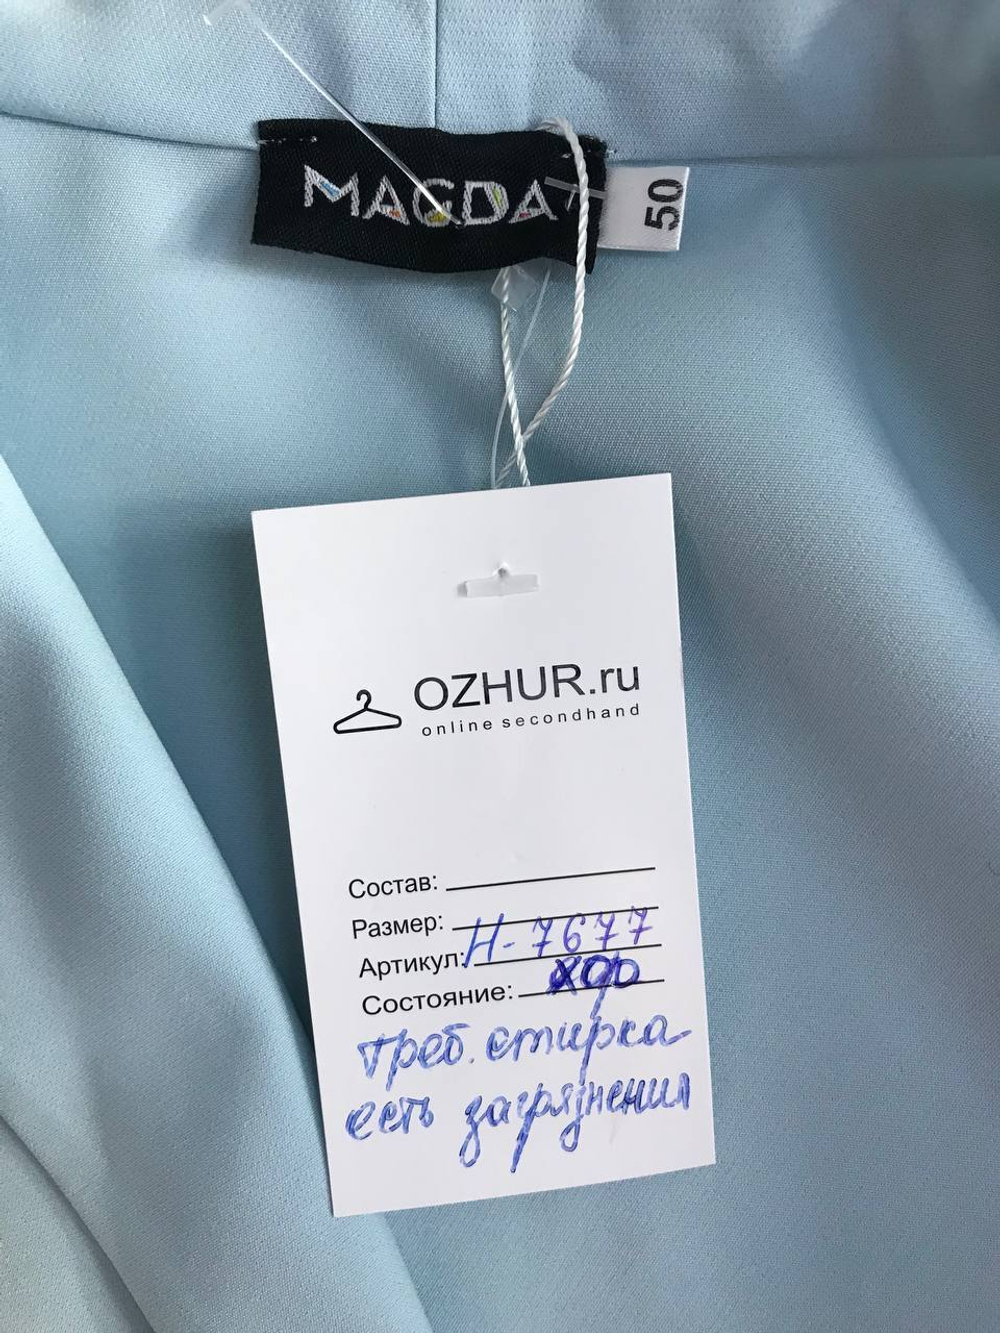 MAGDA
50
OZHUR.ru
online secondhand
Состав:
Размер:
Артикул: Н-7677
Состояние: хор
треб. стирка
есть загрязнения